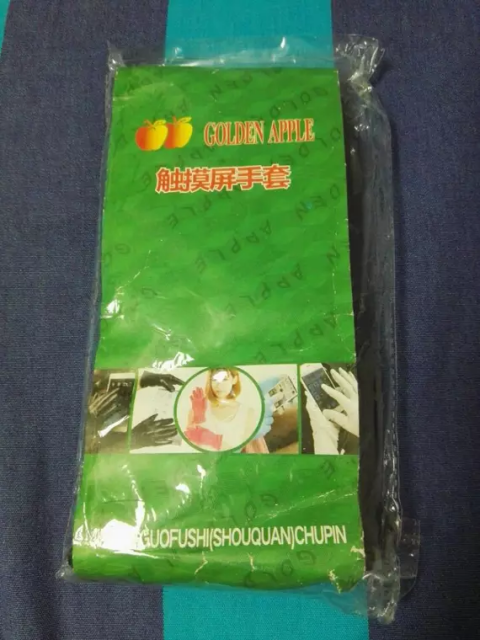 GOLDEN APPLE
触摸屏手套
GUOFUSHI(SHOUQUAN)CHUPIN